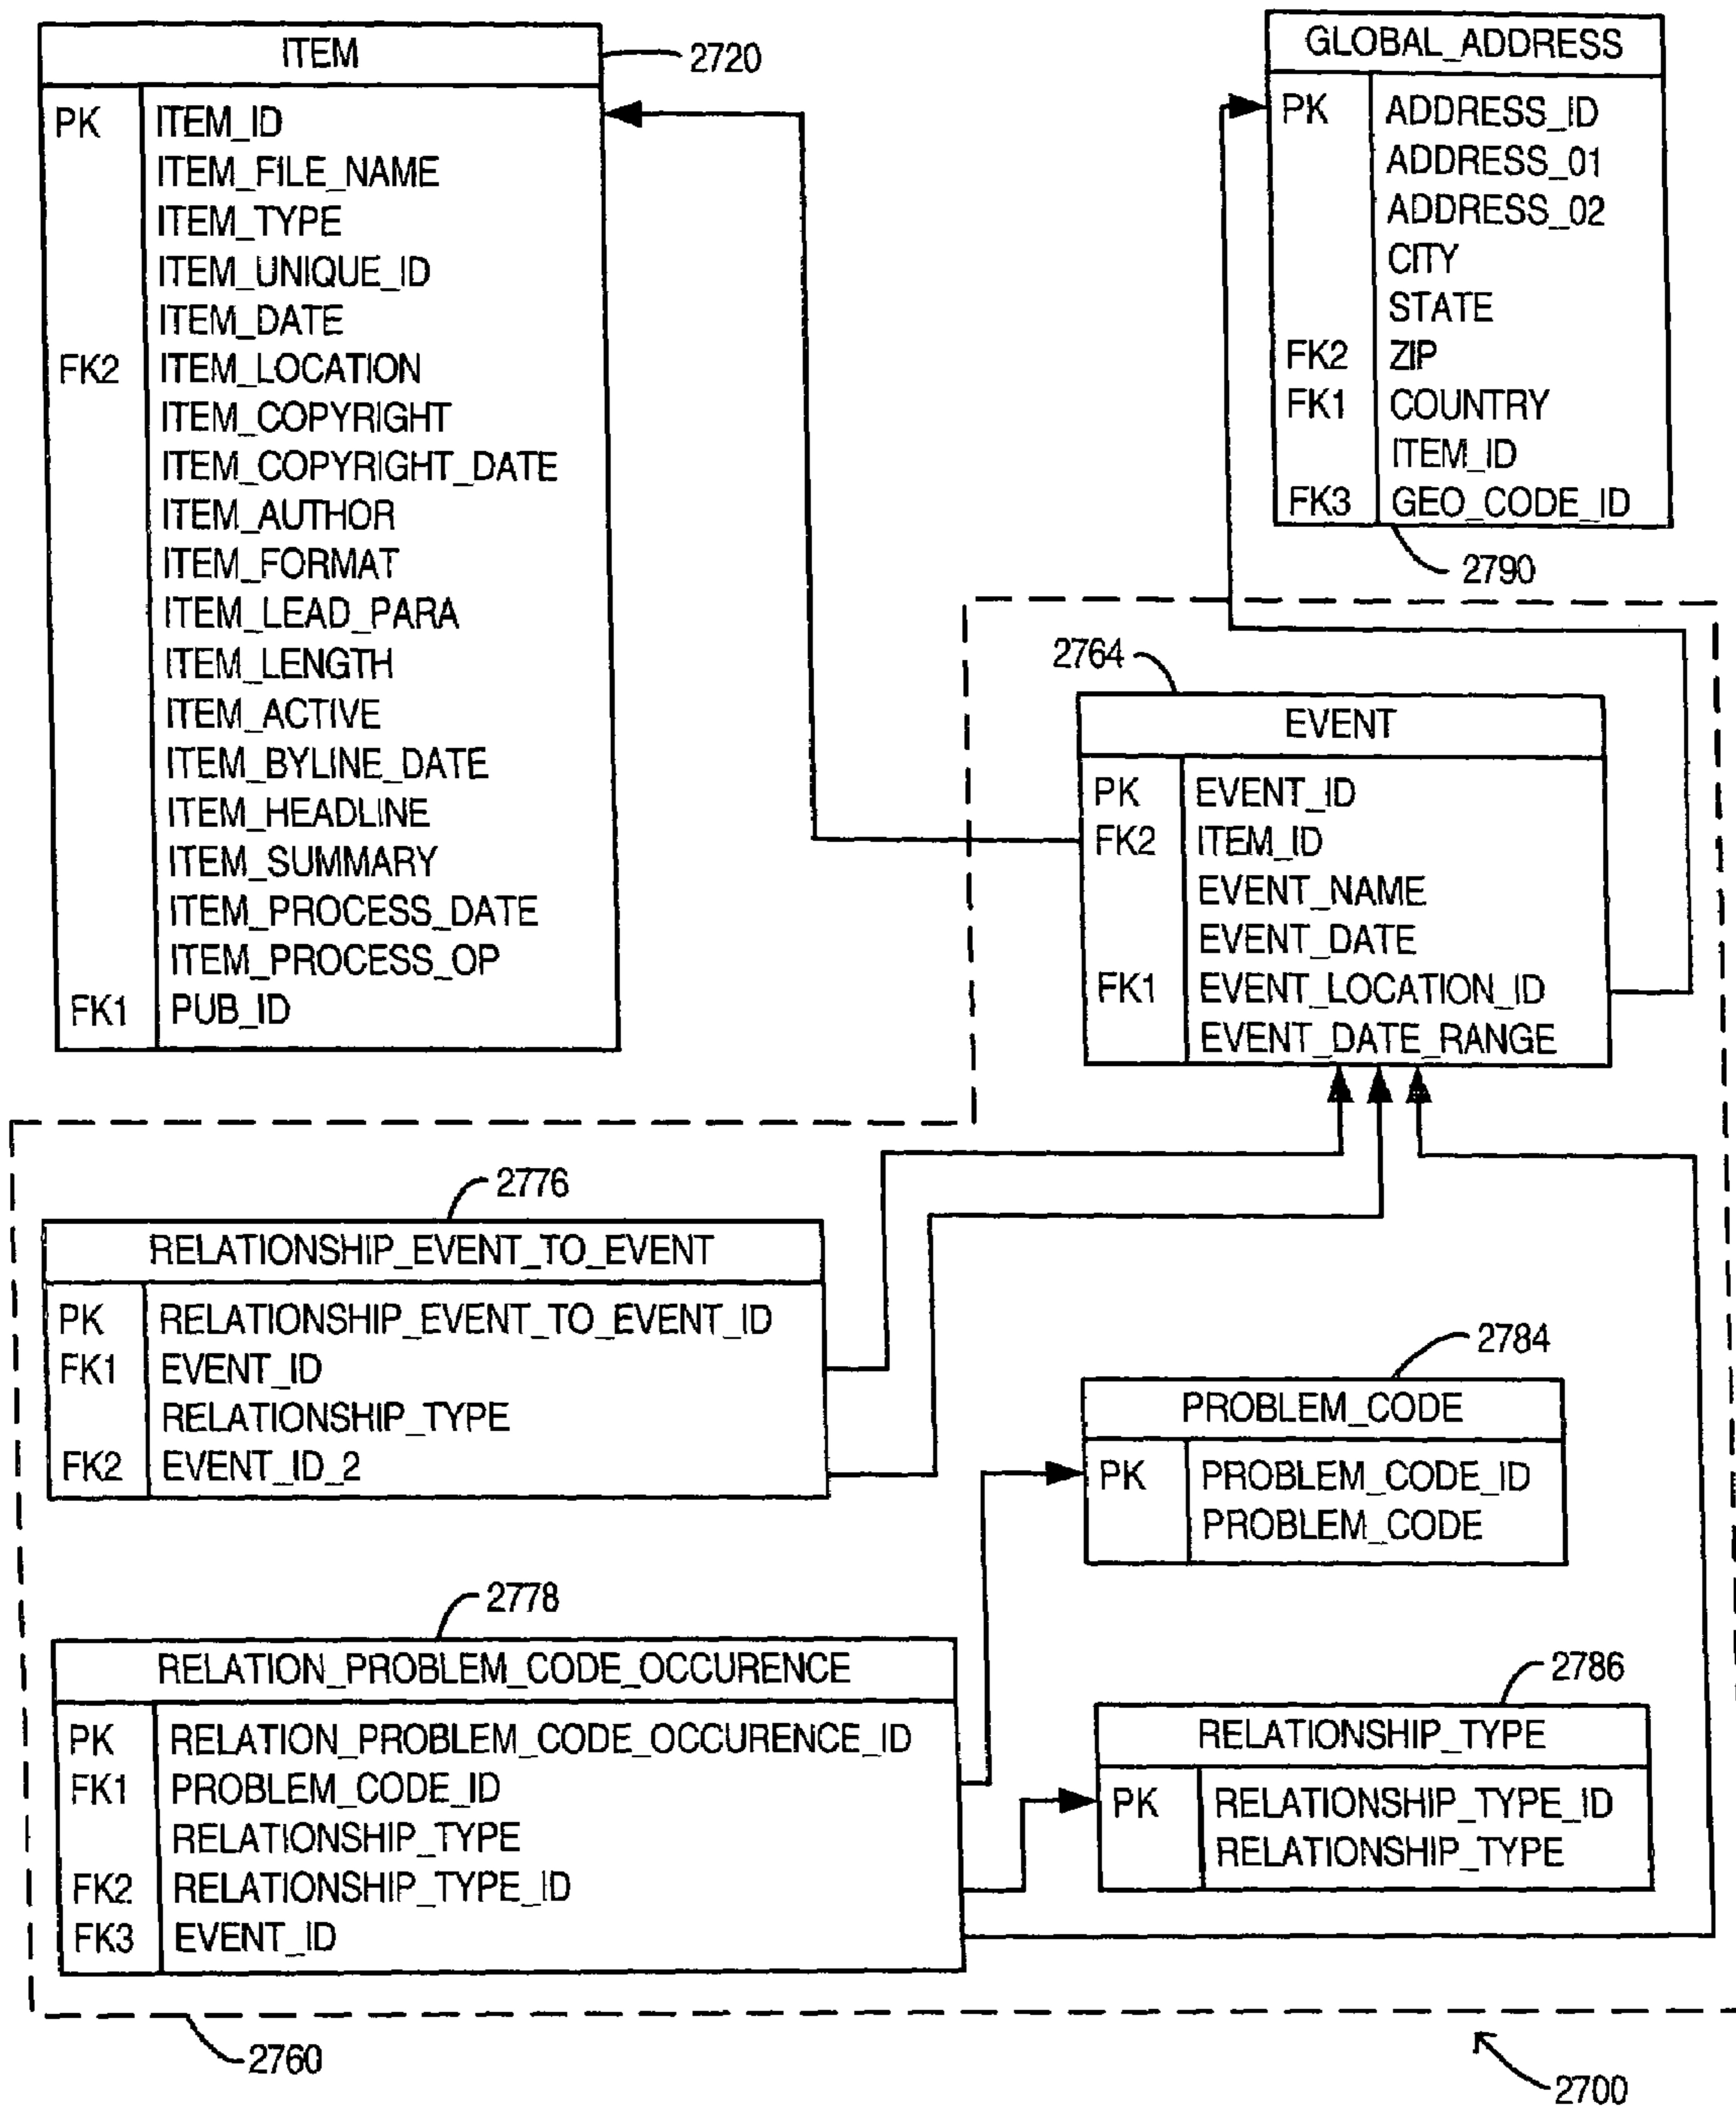 ITEM
2720
PK ITEM_ID
ITEM_FILE_NAME
ITEM_TYPE
ITEM_UNIQUE_ID
ITEM_DATE
FK2 ITEM_LOCATION
ITEM_COPYRIGHT
ITEM_COPYRIGHT_DATE
ITEM_AUTHOR
ITEM_FORMAT
ITEM_LEAD_PARA
ITEM_LENGTH
ITEM_ACTIVE
ITEM_BYLINE_DATE
ITEM_HEADLINE
ITEM_SUMMARY
ITEM_PROCESS_DATE
ITEM_PROCESS_OP
FK1 PUB_ID
GLOBAL_ADDRESS
PK ADDRESS_ID
ADDRESS_01
ADDRESS_02
CITY
STATE
FK2 ZIP
FK1 COUNTRY
ITEM_ID
FK3 GEO_CODE_ID
2790
2764
EVENT
PK EVENT_ID
FK2 ITEM_ID
EVENT_NAME
EVENT_DATE
FK1 EVENT_LOCATION_ID
EVENT_DATE_RANGE
2776
RELATIONSHIP_EVENT_TO_EVENT
PK RELATIONSHIP_EVENT_TO_EVENT_ID
FK1 EVENT_ID
RELATIONSHIP_TYPE
FK2 EVENT_ID_2
2784
PROBLEM_CODE
PK PROBLEM_CODE_ID
PROBLEM_CODE
2778
RELATION_PROBLEM_CODE_OCCURENCE
PK RELATION_PROBLEM_CODE_OCCURENCE_ID
FK1 PROBLEM_CODE_ID
RELATIONSHIP_TYPE
FK2 RELATIONSHIP_TYPE_ID
FK3 EVENT_ID
2786
RELATIONSHIP_TYPE
PK RELATIONSHIP_TYPE_ID
RELATIONSHIP_TYPE
2760
2700